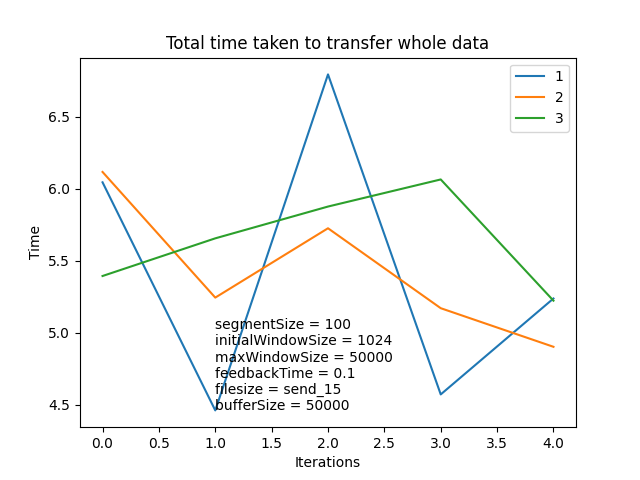 Total time taken to transfer whole data
1
2
3
6.5
6.0
5.5
5.0
4.5
Time
segmentSize = 100
initialWindowSize = 1024
maxWindowSize = 50000
feedbackTime = 0.1
filesize = send_15
bufferSize = 50000
0.0 0.5 1.0 1.5 2.0 2.5 3.0 3.5 4.0
Iterations